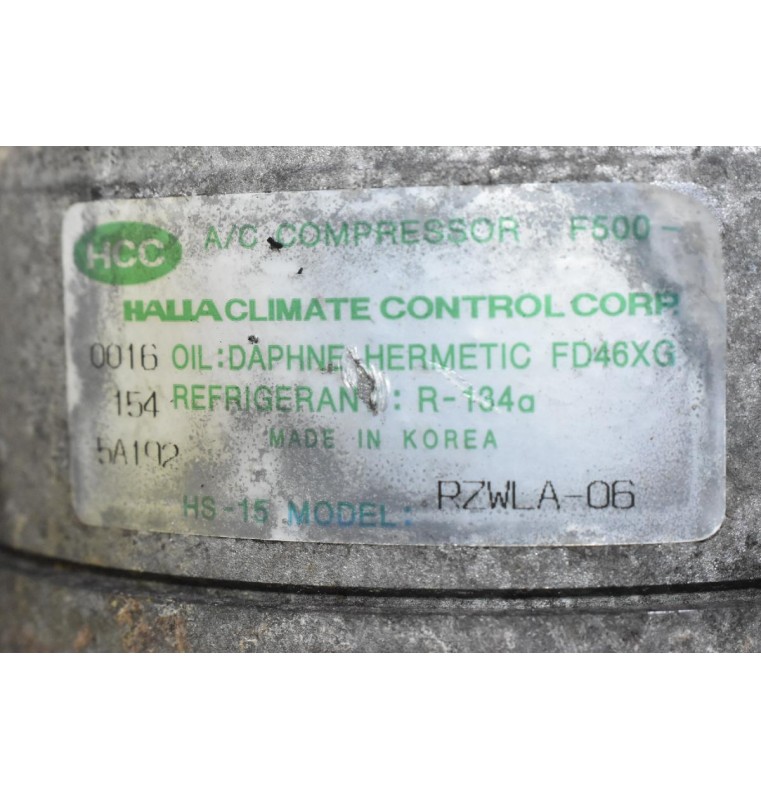 HCC A/C COMPRESSOR F500-
HALLA CLIMATE CONTROL CORP.
0016 OIL:DAPHNE HERMETIC FD46XG
154 REFRIGERANT : R-134a
5A192 MADE IN KOREA
HS-15 MODEL: RZWLA-06